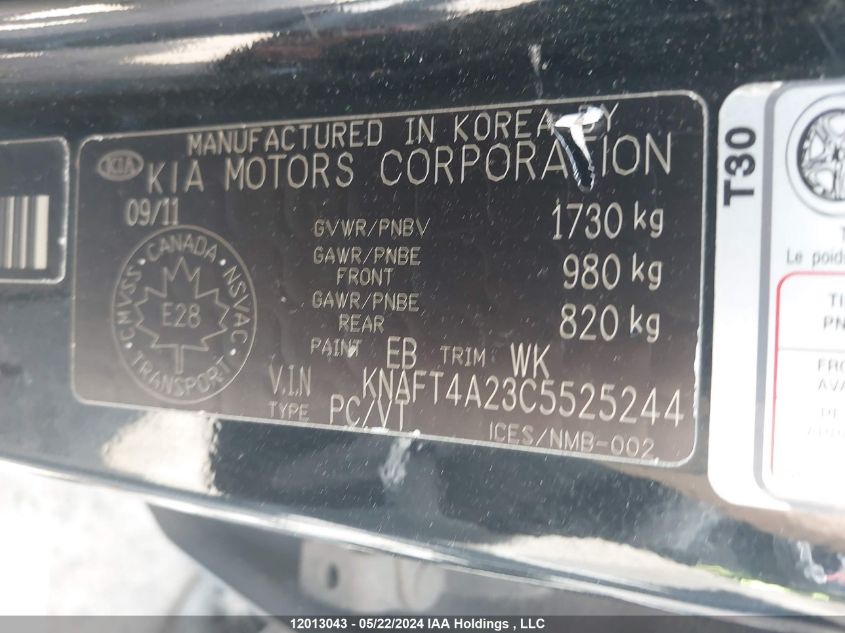 MANUFACTURED IN KOREA BY
KIA
KIA MOTORS CORPORATION
09/11
GVWR/PNBV 1730 kg
GAWR/PNBE FRONT 980 kg
GAWR/PNBE REAR 820 kg
CANADA
CMVSS NSVAC
E28
TRANSPORT
PAINT EB TRIM WK
V.I.N KNAFT4A23C5525244
TYPE PC/VT
ICES/NMB-002
T30
Le poids
12013043 - 05/22/2024 IAA Holdings , LLC